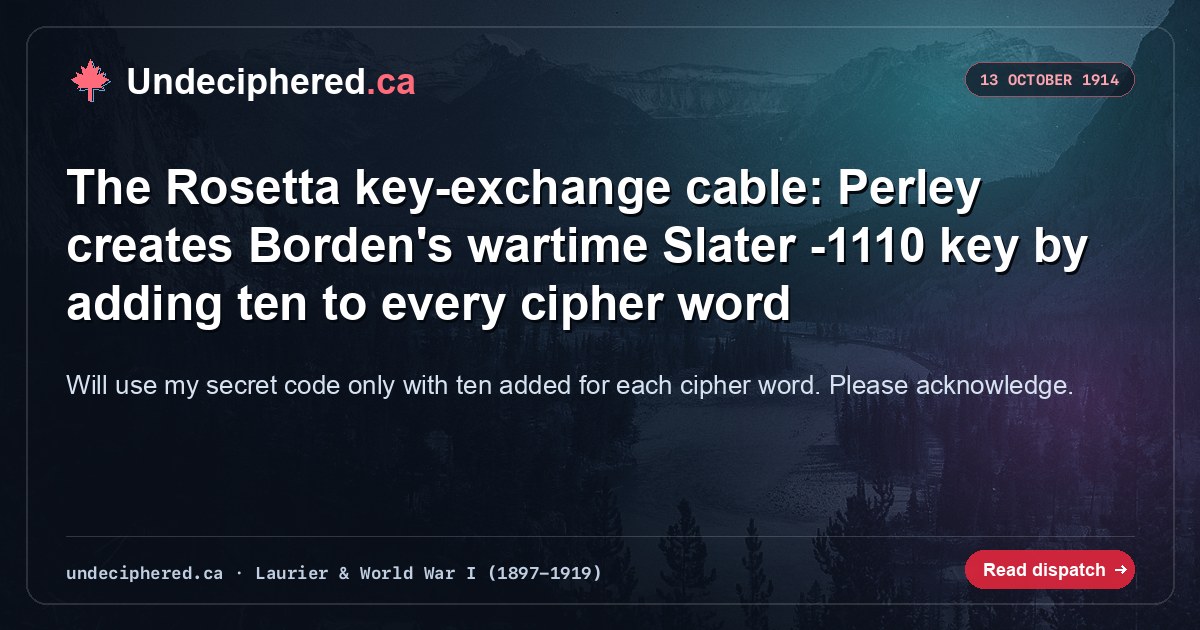 Undeciphered.ca
13 OCTOBER 1914
The Rosetta key-exchange cable: Perley
creates Borden's wartime Slater -1110 key by
adding ten to every cipher word
Will use my secret code only with ten added for each cipher word. Please acknowledge.
undeciphered.ca · Laurier & World War I (1897–1919)
Read dispatch →